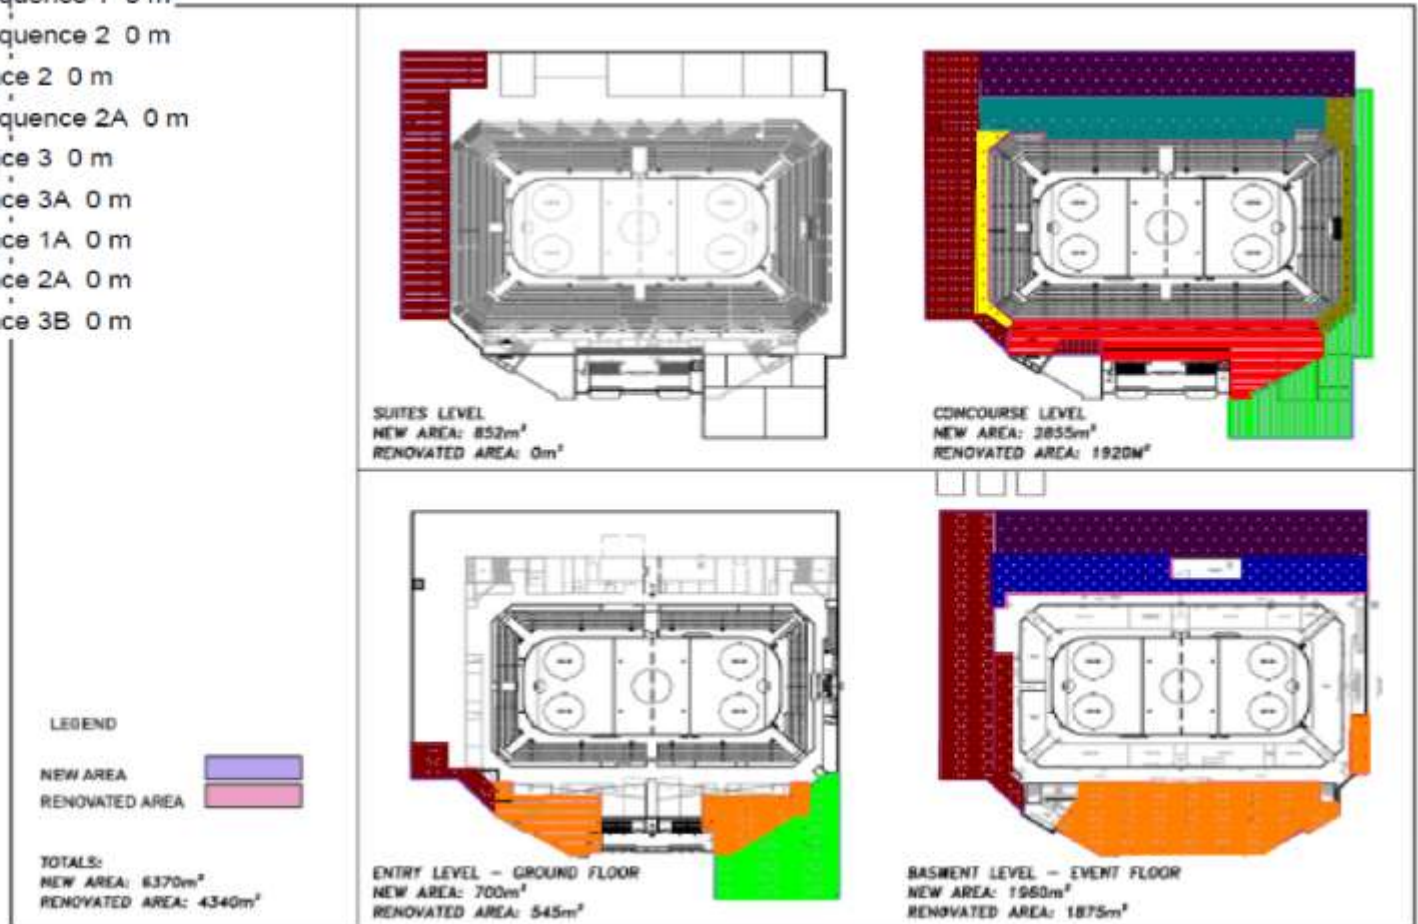 quence 2 0 m
ce 2 0 m
quence 2A 0 m
ce 3 0 m
ce 3A 0 m
ce 1A 0 m
ce 2A 0 m
ce 3B 0 m
SUITES LEVEL
NEW AREA: 852m²
RENOVATED AREA: 0m²
CONCOURSE LEVEL
NEW AREA: 2855m²
RENOVATED AREA: 1920M²
LEGEND
NEW AREA
RENOVATED AREA
TOTALS:
NEW AREA: 6370m²
RENOVATED AREA: 4340m²
ENTRY LEVEL - GROUND FLOOR
NEW AREA: 700m²
RENOVATED AREA: 545m²
BASMENT LEVEL - EVENT FLOOR
NEW AREA: 1960m²
RENOVATED AREA: 1875m²